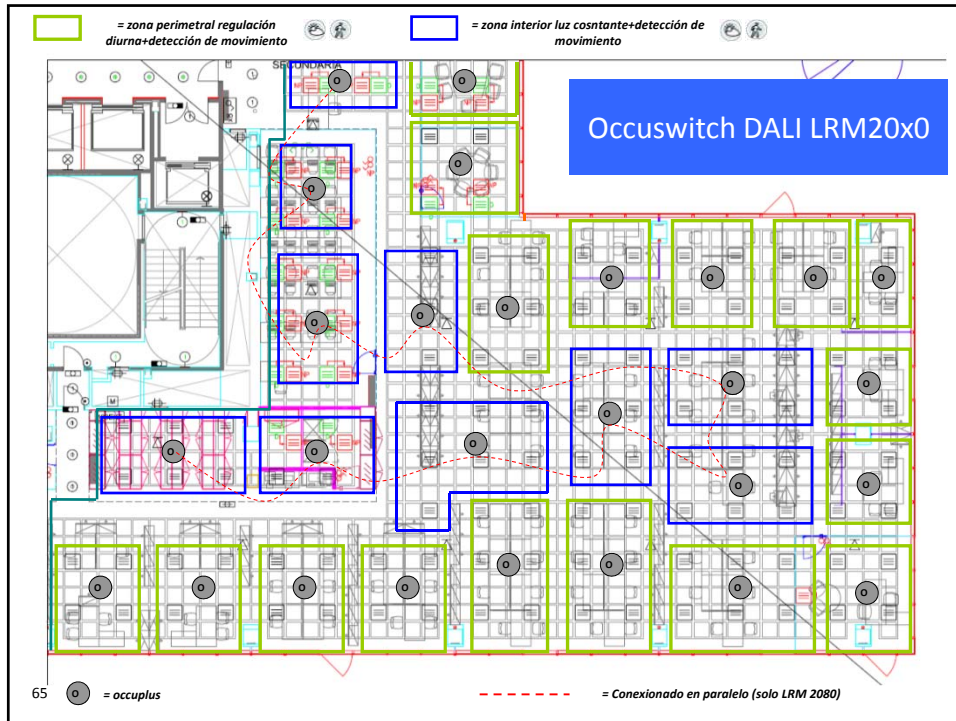 = zona perimetral regulación
diurna+detección de movimiento
= zona interior luz cosntante+detección de
movimiento
SECUNDARIA
Occuswitch DALI LRM20x0
M
65
O
= occuplus
= Conexionado en paralelo (solo LRM 2080)